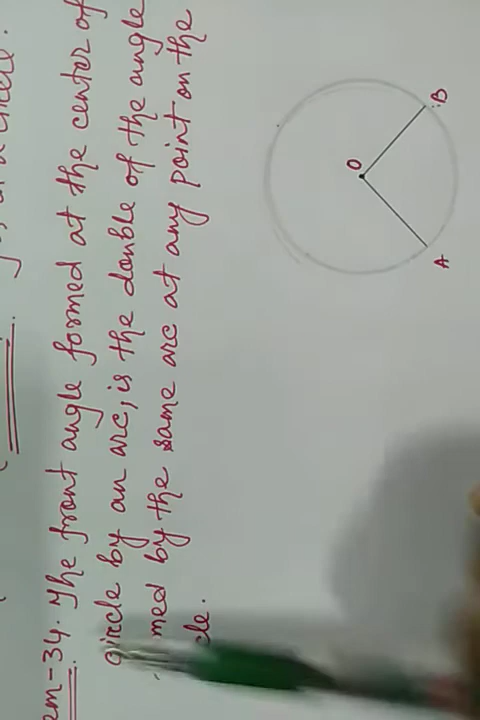 em-34. The front angle formed at the center of
circle by an arc, is the double of the angle
med by the same arc at any point on the
cle.
O
B
A